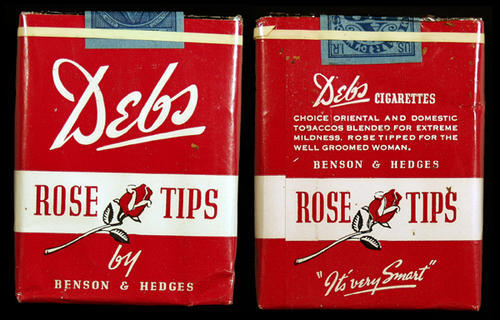 Debs
ROSE TIPS
by
BENSON & HEDGES
Debs CIGARETTES
CHOICE ORIENTAL AND DOMESTIC
TOBACCOS BLENDED FOR EXTREME
MILDNESS. ROSE TIPPED FOR THE
WELL GROOMED WOMAN.
BENSON & HEDGES
ROSE TIPS
"It's very Smart"